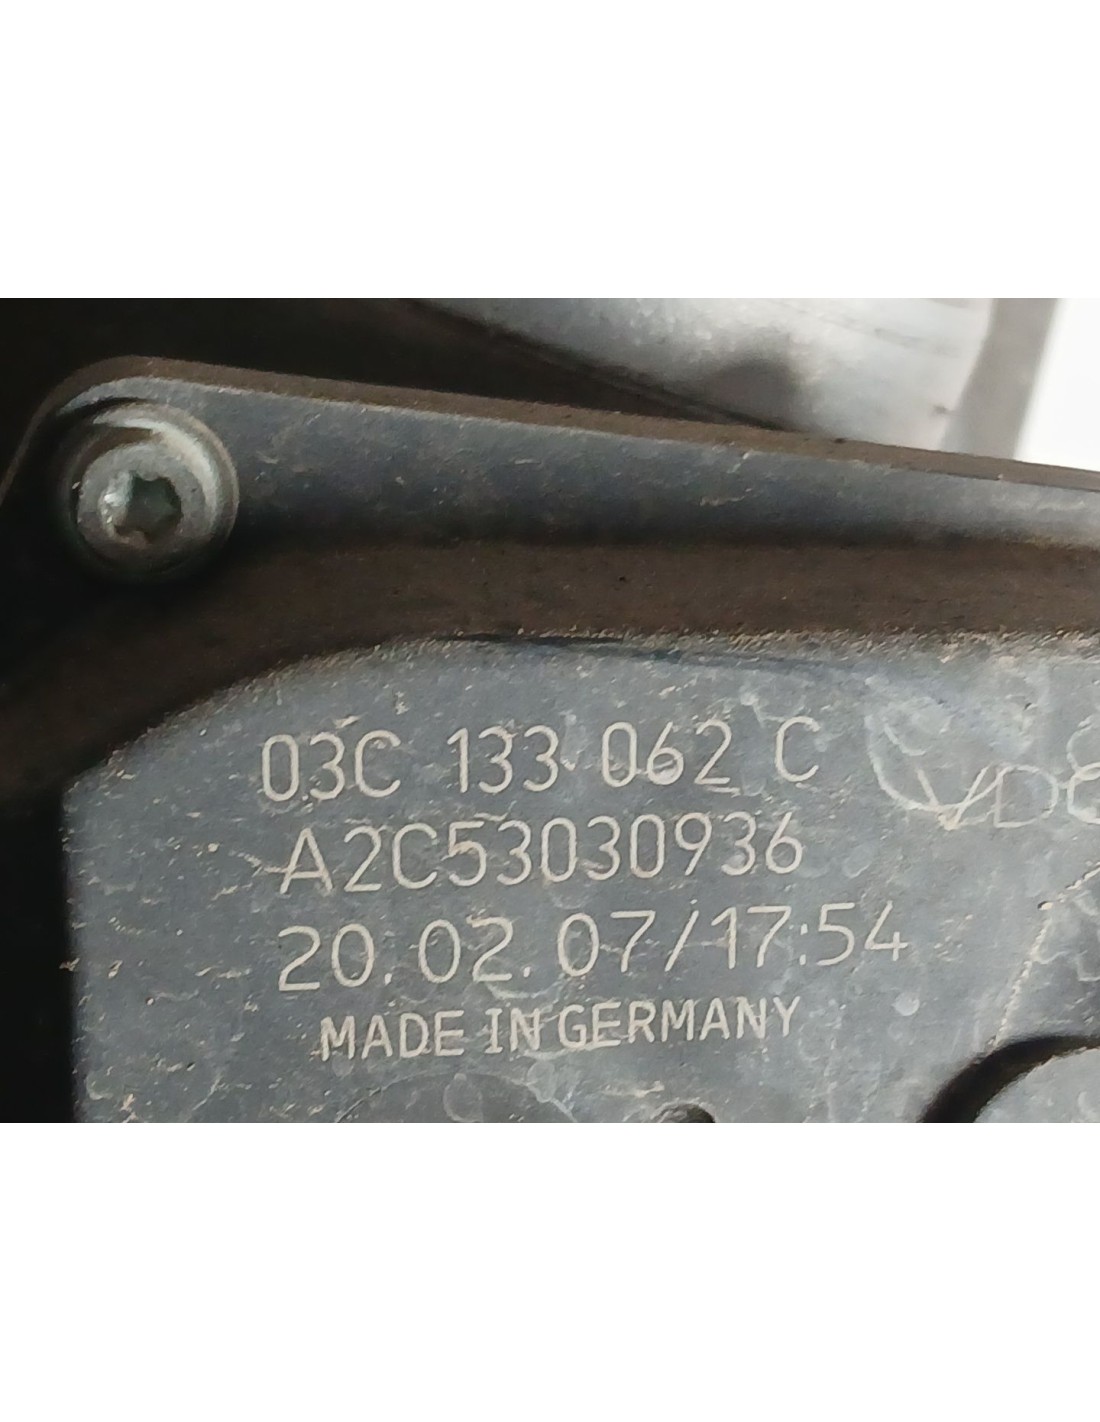 03C 133 062 C
A2C53030936
20.02.07/17:54
MADE IN GERMANY